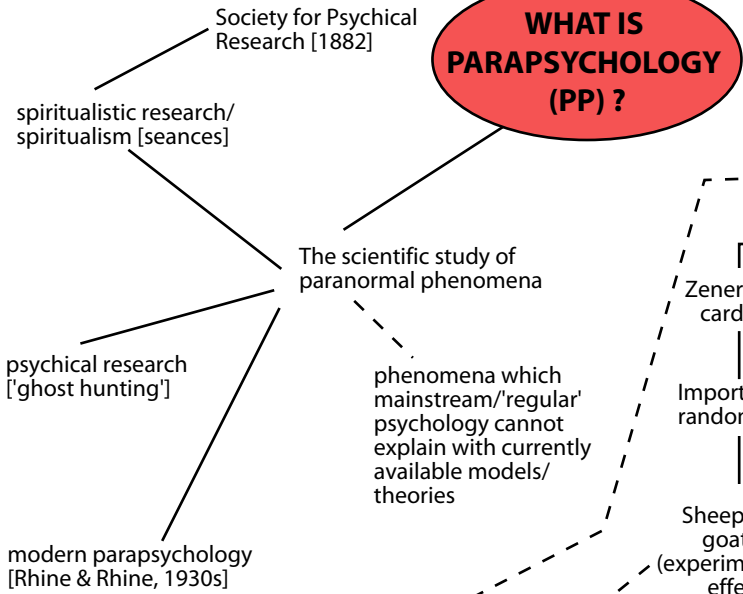 Society for Psychical
Research [1882]
WHAT IS
PARAPSYCHOLOGY
(PP) ?
spiritualistic research/
spiritualism [seances]
The scientific study of
paranormal phenomena
psychical research
['ghost hunting']
phenomena which
mainstream/'regular'
psychology cannot
explain with currently
available models/
theories
modern parapsychology
[Rhine & Rhine, 1930s]
Zener
card
Import
random
Sheep
goat
(experim
effe